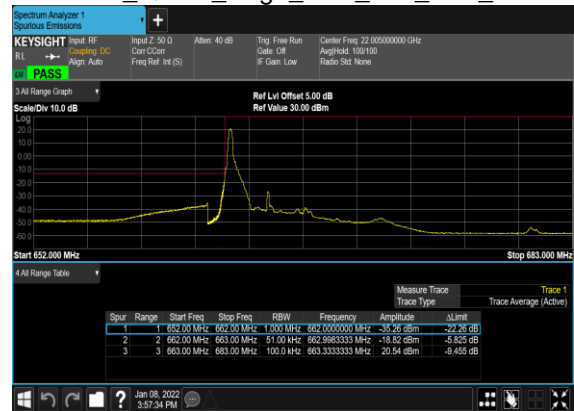 Spectrum Analyzer 1
Spurious Emissions
+
KEYSIGHT Input: RF Input Z: 50 Ω Atten: 40 dB Trig: Free Run Center Freq: 22.005000000 GHz
RL Coupling: DC Corr CCorr Gate: Off Avg|Hold: 100/100
Align: Auto Freq Ref: Int (S) IF Gain: Low Radio Std: None
PASS
3 All Range Graph
Ref Lvl Offset 5.00 dB
Scale/Div 10.0 dB Ref Value 30.00 dBm
Log
20.0
10.0
0.00
-10.0
-20.0
-30.0
-40.0
-50.0
-60.0
Start 652.000 MHz Stop 683.000 MHz
4 All Range Table
Measure Trace Trace 1
Trace Type Trace Average (Active)
Spur Range Start Freq Stop Freq RBW Frequency Amplitude ΔLimit
1 1 652.00 MHz 662.00 MHz 1.000 MHz 662.0000000 MHz -35.26 dBm -22.26 dB
2 2 662.00 MHz 663.00 MHz 51.00 kHz 662.9983333 MHz -18.82 dBm -5.825 dB
3 3 663.00 MHz 683.00 MHz 100.0 kHz 663.3333333 MHz 20.54 dBm -9.455 dB
? Jan 08, 2022
3:57:34 PM